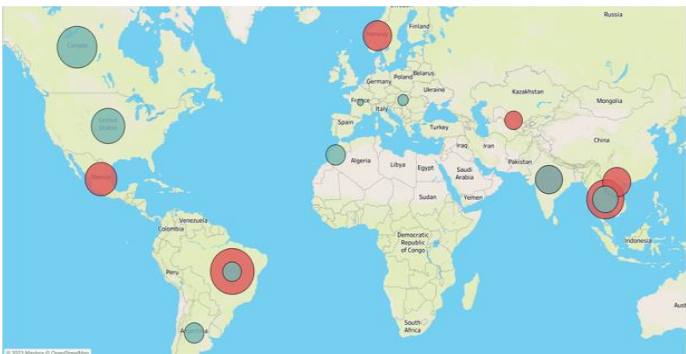 Finland
Russia
Canada
Norway
Poland
Belarus
Germany
Ukraine
Kazakhstan
France
Mongolia
United
States
Italy
Spain
Turkey
China
Iraq
Iran
Algeria
Libya
Egypt
Pakistan
Saudi
Arabia
Mexico
Sudan
Yemen
Venezuela
Colombia
Democratic
Republic
of Congo
Indonesia
Peru
South
Africa
Argentina
© 2023 Mapbox © OpenStreetMap